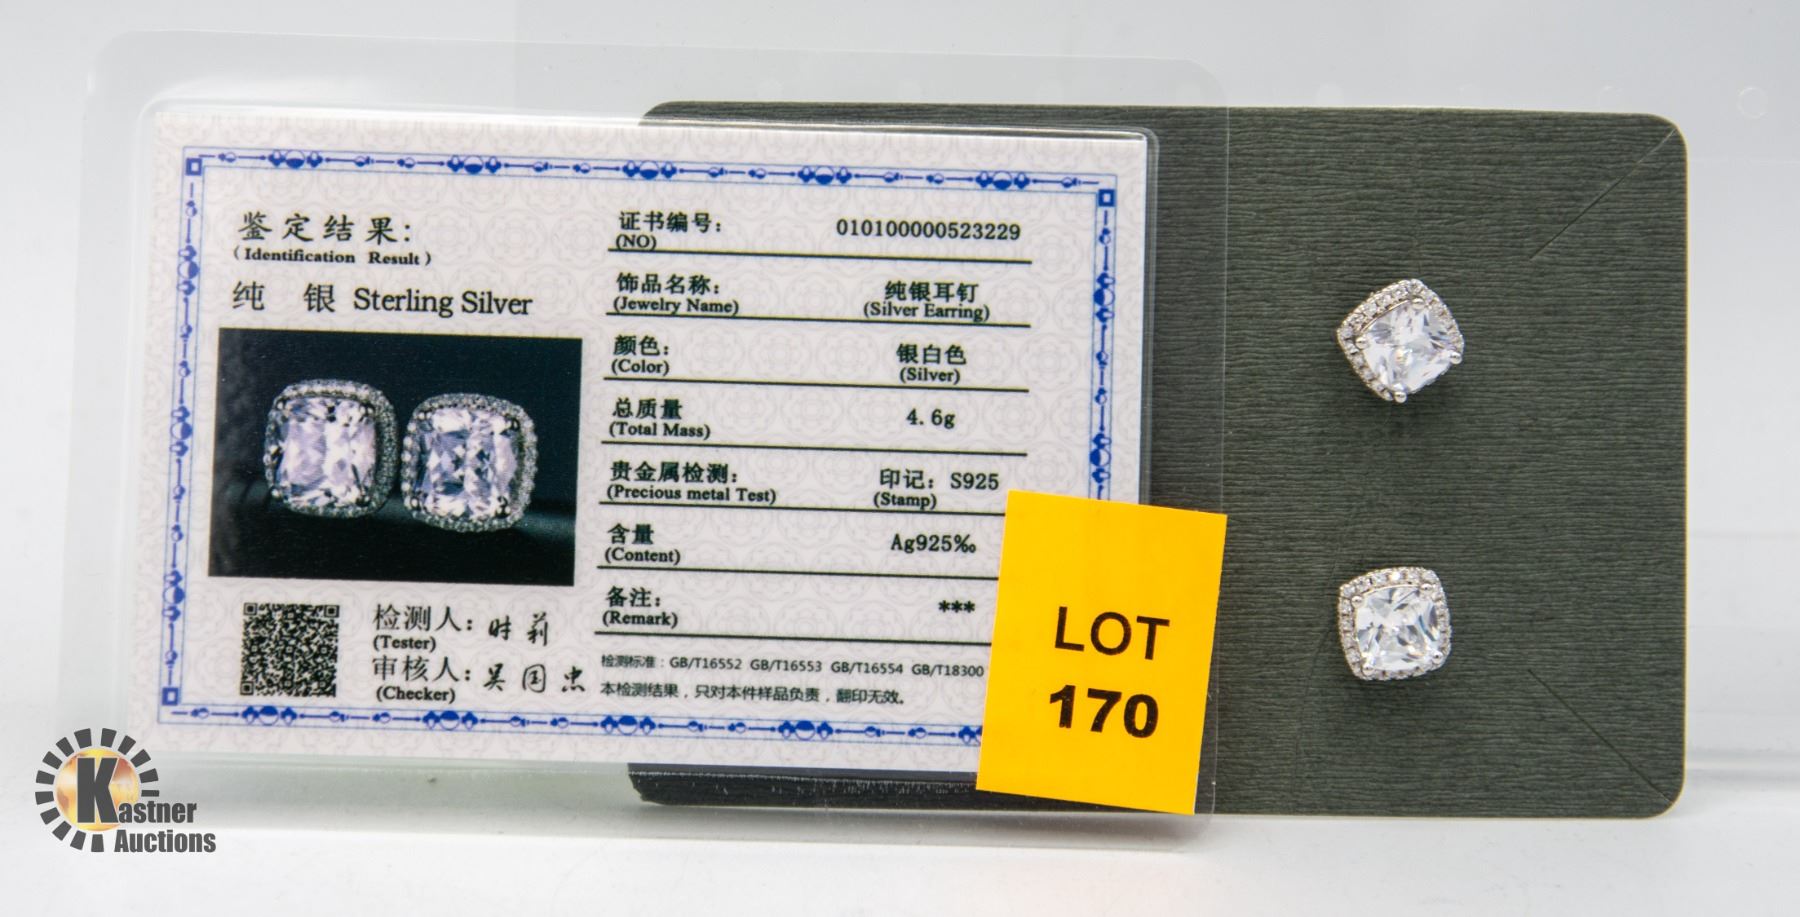 鉴定结果:
(Identification Result)
纯 银 Sterling Silver
检测人: 时莉
(Tester)
审核人: 吴国忠
(Checker)
证书编号: 010100000523229
(NO)
饰品名称: 纯银耳钉
(Jewelry Name) (Silver Earring)
颜色: 银白色
(Color) (Silver)
总质量 4.6g
(Total Mass)
贵金属检测: 印记: S925
(Precious metal Test) (Stamp)
含量 Ag925‰
(Content)
备注: ***
(Remark)
检测标准:GB/T16552 GB/T16553 GB/T16554 GB/T18300
本检测结果,只对本件样品负责,翻印无效。
LOT
170
Kastner
Auctions